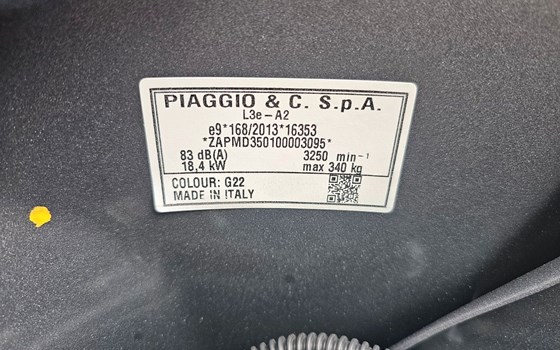 PIAGGIO & C. S.p.A.
L3e – A2
e9*168/2013*16353
*ZAPMD350100003095*
83 dB(A) 3250 min⁻¹
18,4 kW max 340 kg
COLOUR: G22
MADE IN ITALY